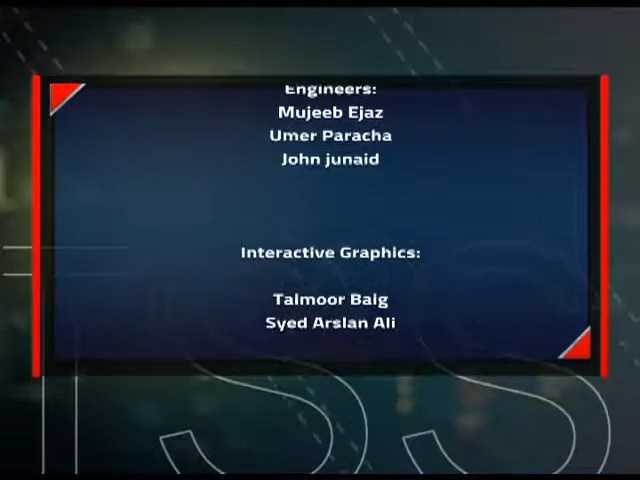 Engineers:
Mujeeb Ejaz
Umer Paracha
John junaid
Interactive Graphics:
Taimoor Baig
Syed Arslan Ali